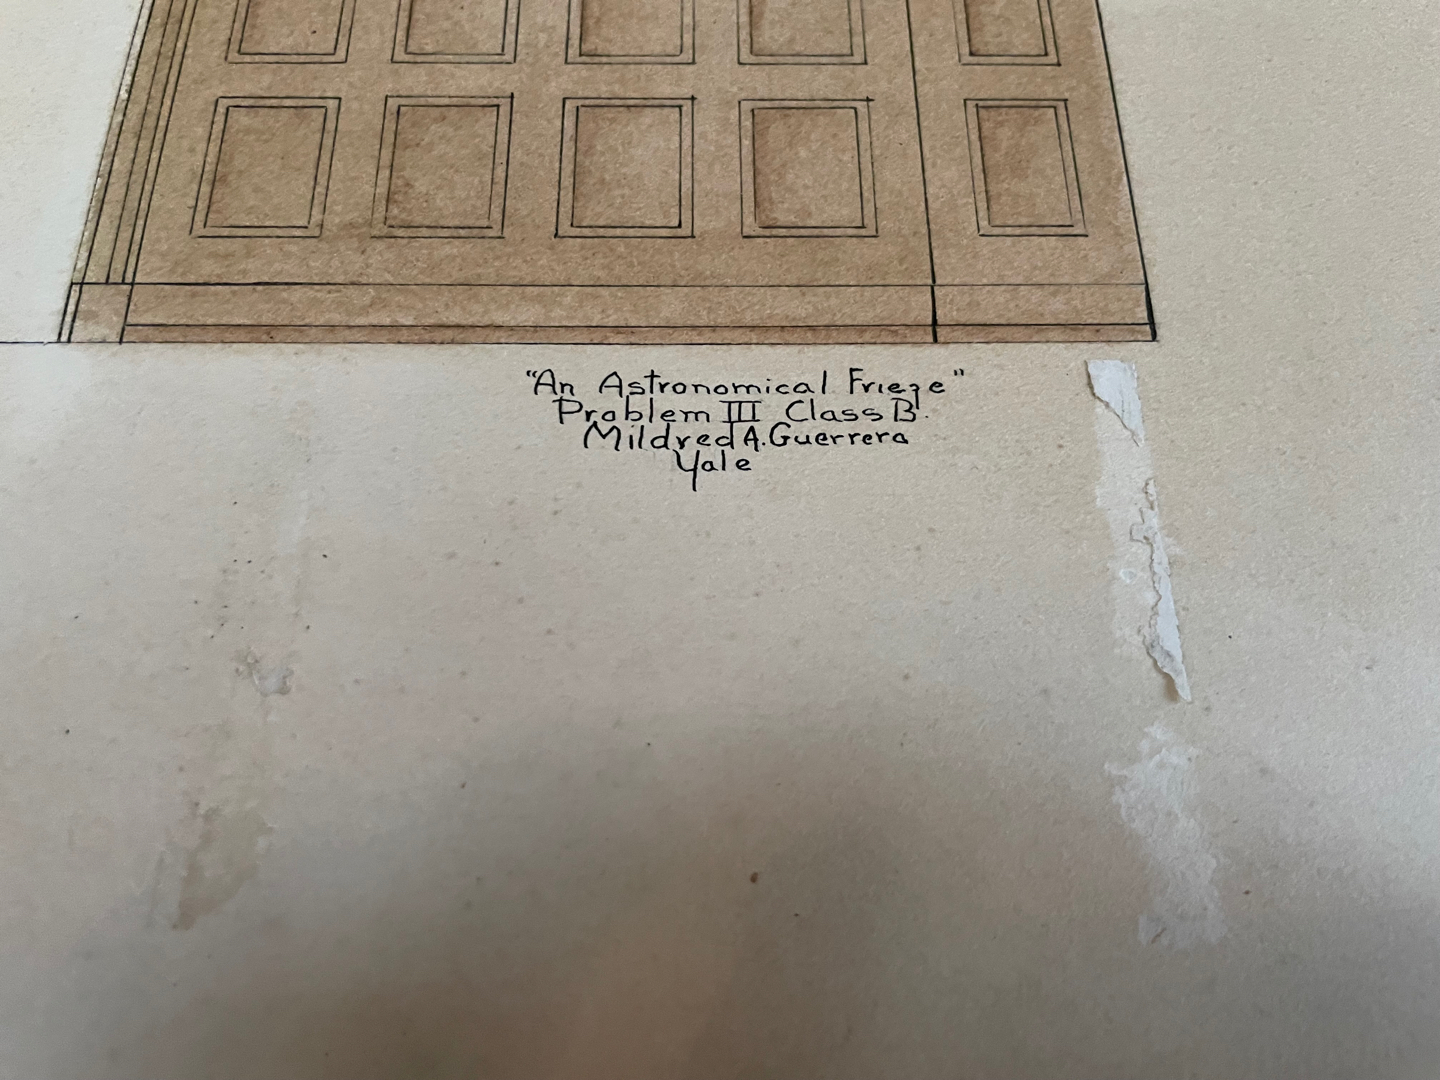 "An Astronomical Frieze"
Problem III Class B.
Mildred A. Guerrera
Yale